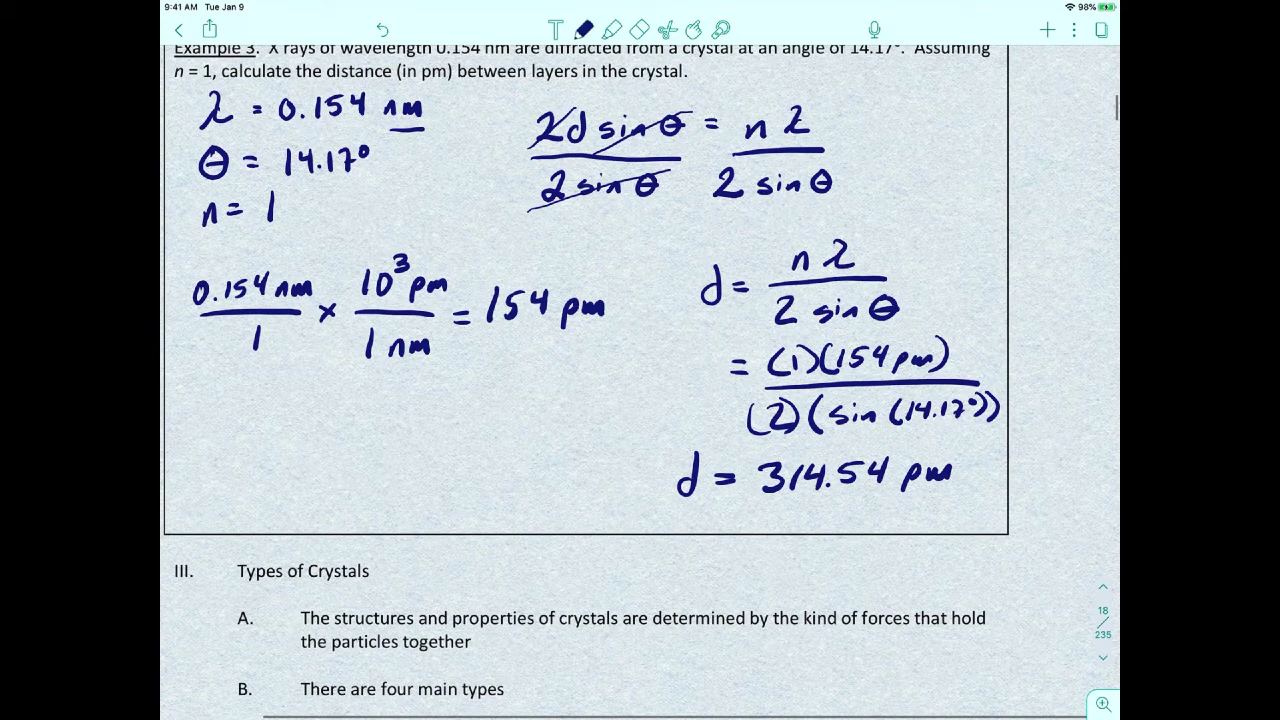 9:41 AM Tue Jan 9
98%
Example 3. X rays of wavelength 0.154 nm are diffracted from a crystal at an angle of 14.17°. Assuming
n = 1, calculate the distance (in pm) between layers in the crystal.
λ = 0.154 nm
θ = 14.17°
n = 1
2d sin θ / 2 sin θ = n λ / 2 sin θ
0.154 nm / 1 × 10³ pm / 1 nm = 154 pm
d = n λ / 2 sin θ
= (1)(154 pm) / (2)(sin(14.17°))
d = 314.54 pm
III. Types of Crystals
A. The structures and properties of crystals are determined by the kind of forces that hold
the particles together
B. There are four main types
18
/
235